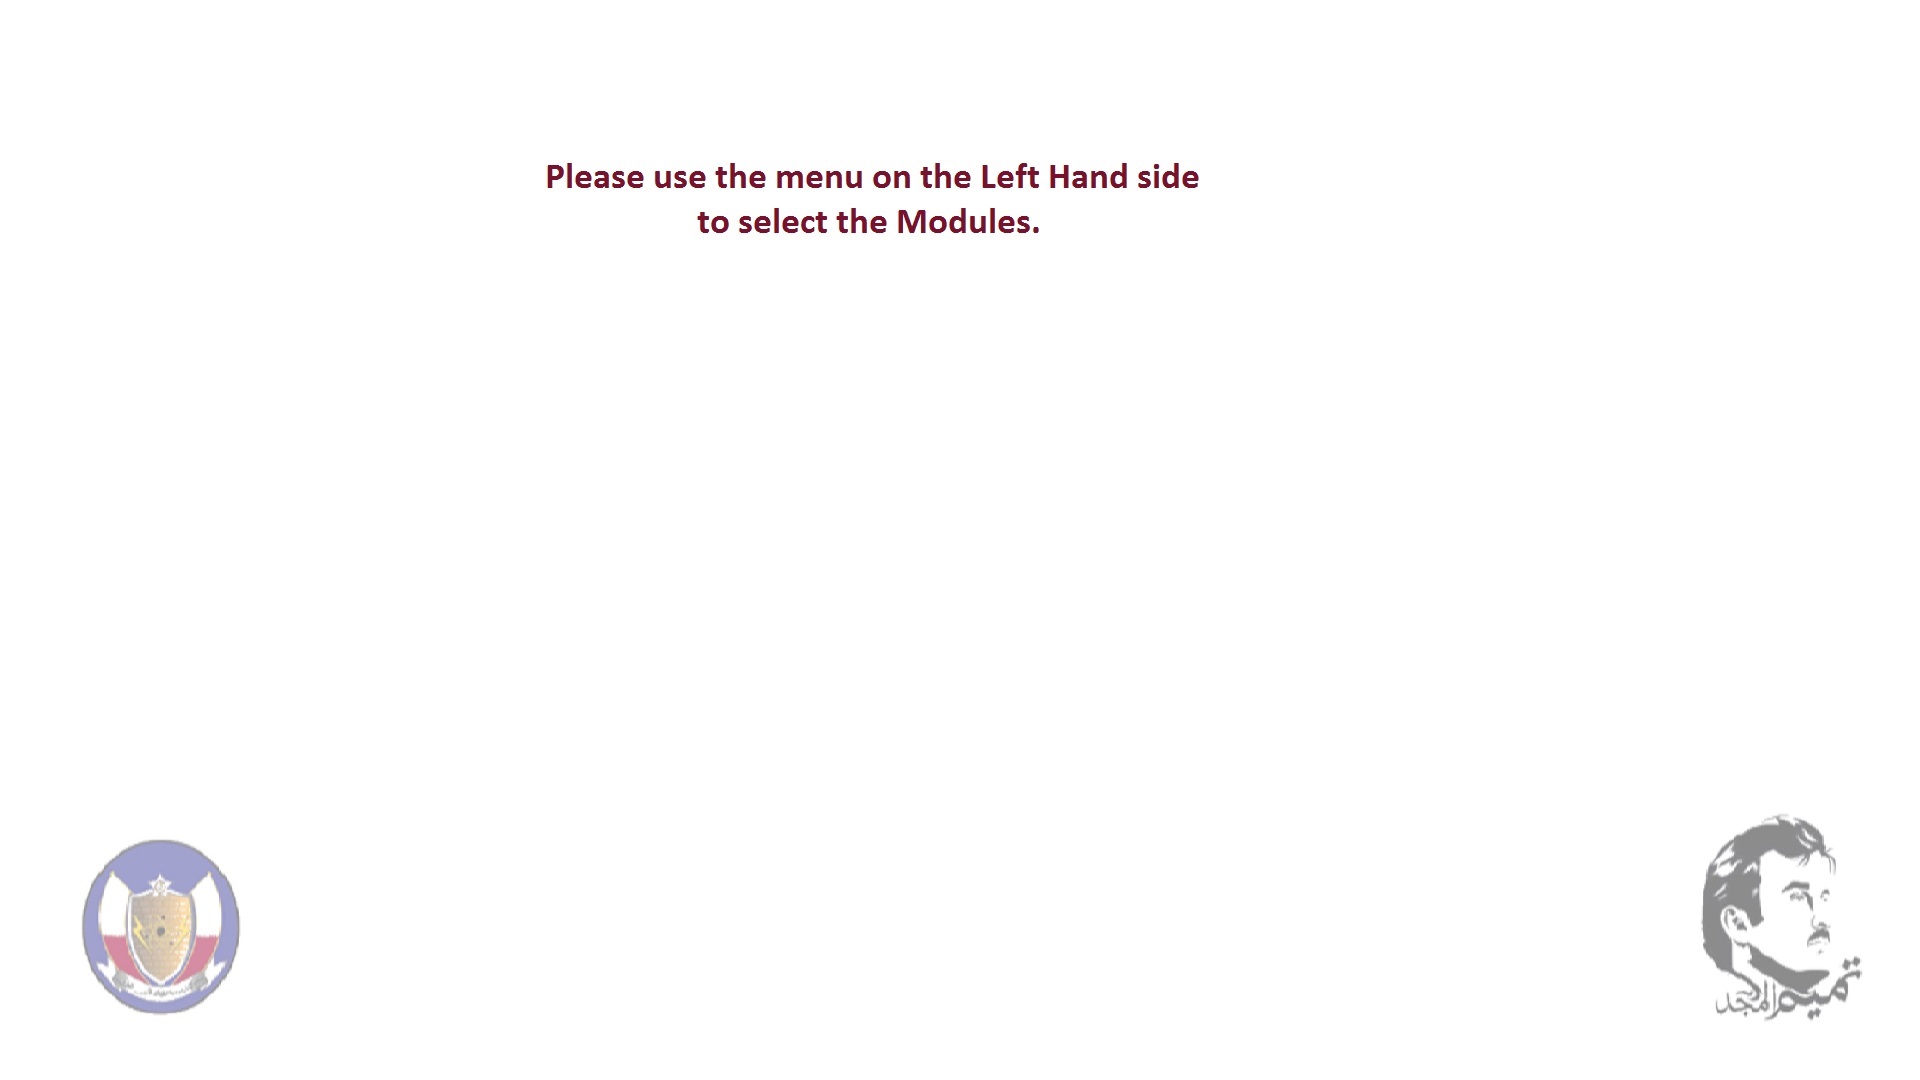 Please use the menu on the Left Hand side
to select the Modules.
تميم المجد